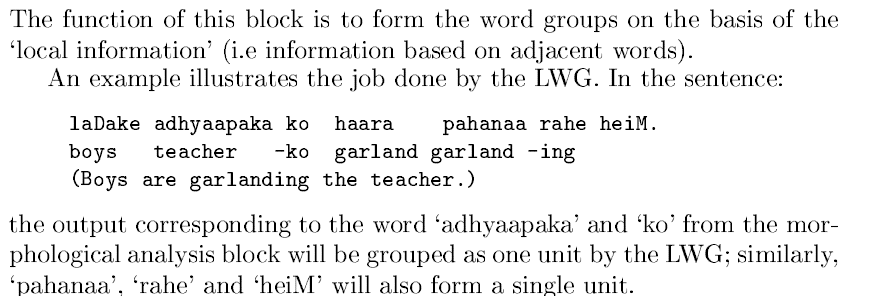 The function of this block is to form the word groups on the basis of the
‘local information’ (i.e information based on adjacent words).
An example illustrates the job done by the LWG. In the sentence:
laDake adhyaapaka ko haara pahanaa rahe heiM.
boys teacher -ko garland garland -ing
(Boys are garlanding the teacher.)
the output corresponding to the word ‘adhyaapaka’ and ‘ko’ from the mor-
phological analysis block will be grouped as one unit by the LWG; similarly,
‘pahanaa’, ‘rahe’ and ‘heiM’ will also form a single unit.